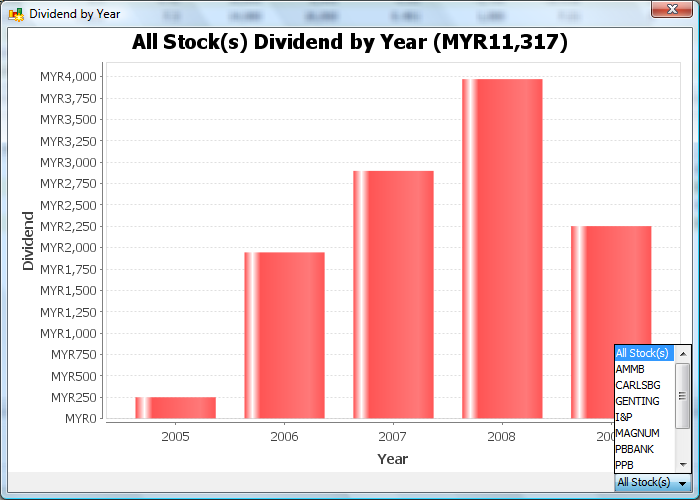 Dividend by Year
All Stock(s) Dividend by Year (MYR11,317)
MYR4,000
MYR3,750
MYR3,500
MYR3,250
MYR3,000
MYR2,750
MYR2,500
MYR2,250
MYR2,000
MYR1,750
MYR1,500
MYR1,250
MYR1,000
MYR750
MYR500
MYR250
MYR0
Dividend
2005 2006 2007 2008
Year
All Stock(s)
AMMB
CARLSBG
GENTING
I&P
MAGNUM
PBBANK
PPB
All Stock(s)